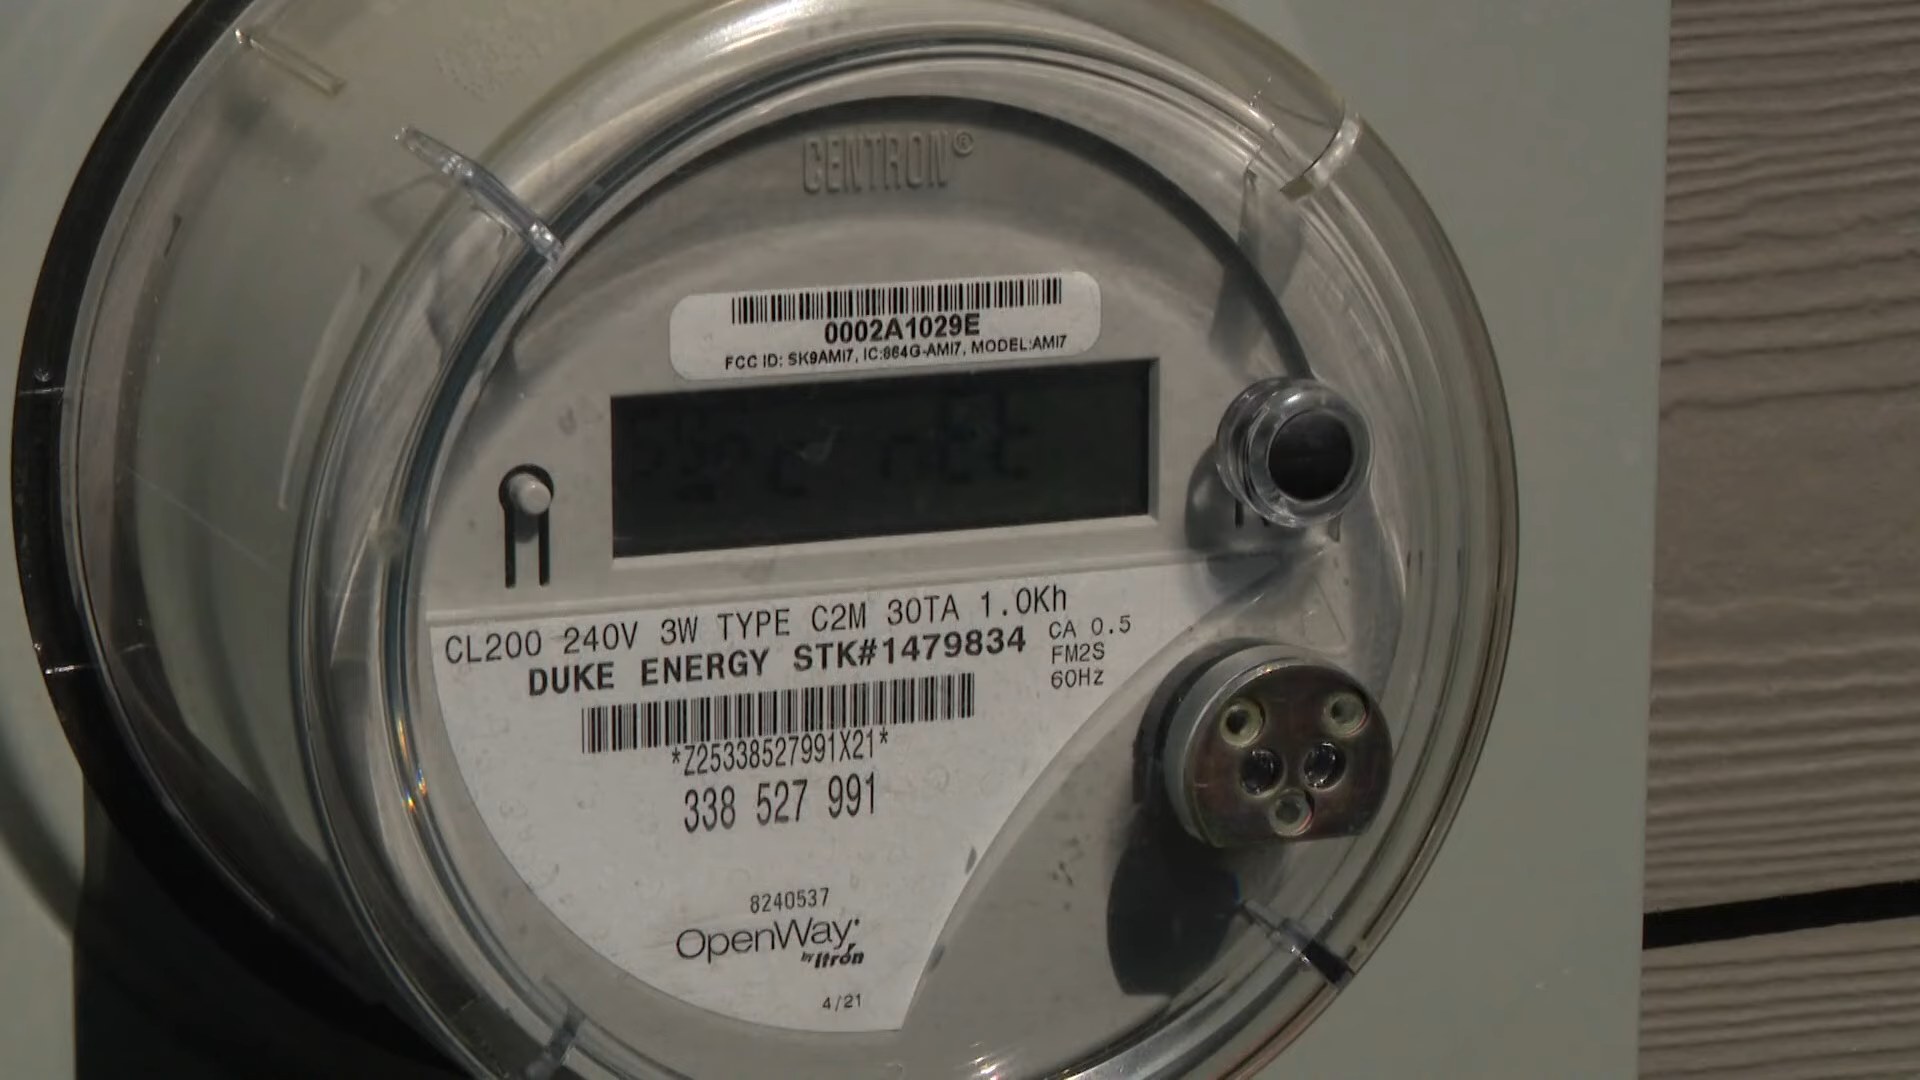 CENTRON®
0002A1029E
FCC ID: SK9AMI7, IC:864G-AMI7, MODEL:AMI7
CL200 240V 3W TYPE C2M 30TA 1.0Kh
CA 0.5
DUKE ENERGY STK#1479834
FM2S
60Hz
*Z25338527991X21*
338 527 991
8240537
OpenWay
by Itrón
4/21